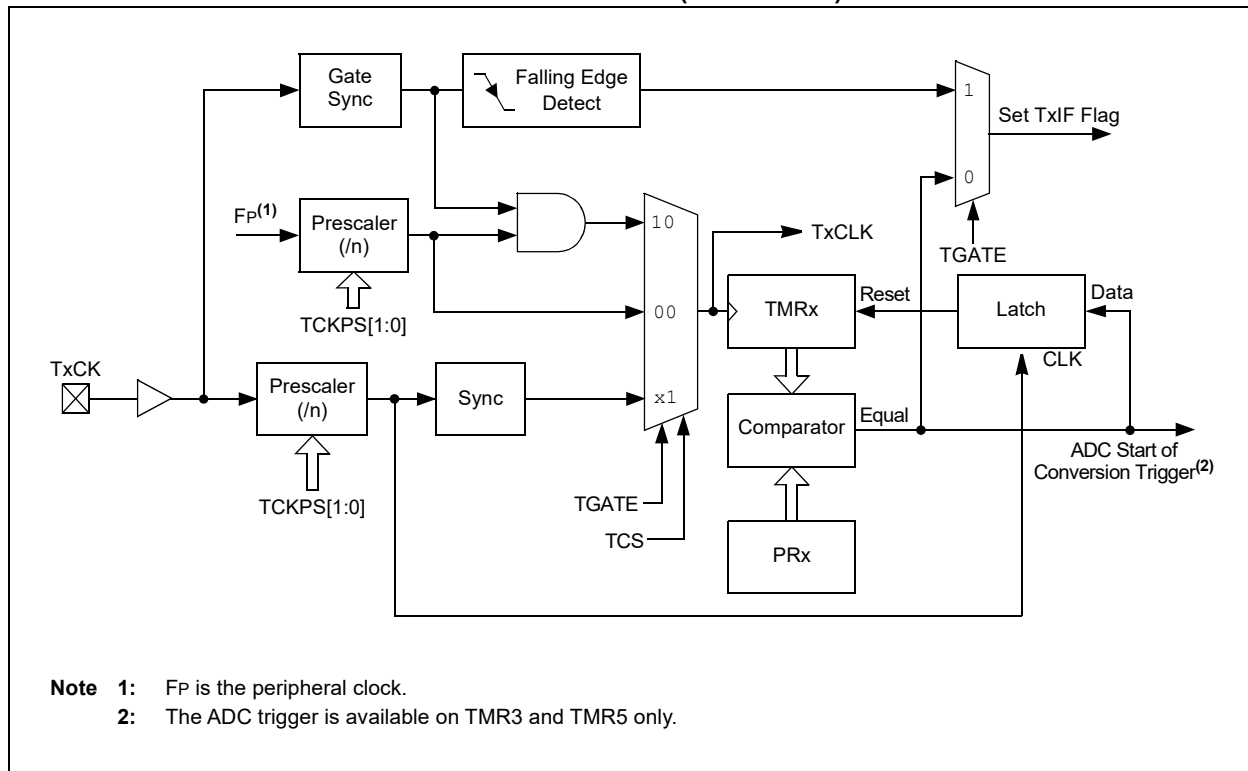 Gate
Sync
Falling Edge
Detect
1
Set TxIF Flag
0
TGATE
FP(1)
Prescaler
(/n)
TCKPS[1:0]
10
00
x1
TxCLK
TMRx
Reset
Latch
Data
CLK
TxCK
Prescaler
(/n)
TCKPS[1:0]
Sync
TGATE
TCS
Comparator
Equal
PRx
ADC Start of
Conversion Trigger(2)
Note 1: FP is the peripheral clock.
2: The ADC trigger is available on TMR3 and TMR5 only.